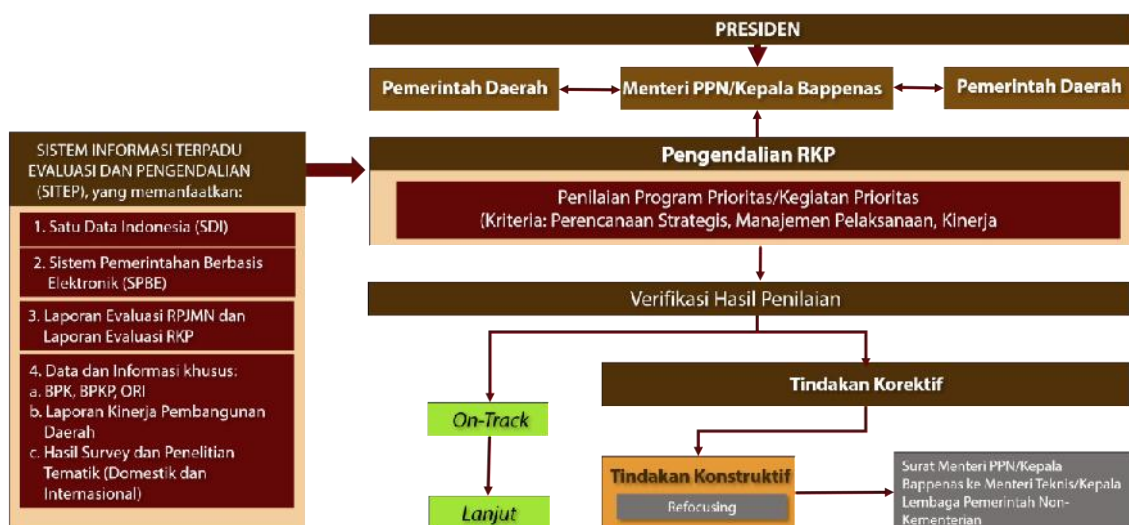 PRESIDEN
Pemerintah Daerah
Menteri PPN/Kepala Bappenas
Pemerintah Daerah
SISTEM INFORMASI TERPADU
EVALUASI DAN PENGENDALIAN
(SITEP), yang memanfaatkan:
1. Satu Data Indonesia (SDI)
2. Sistem Pemerintahan Berbasis
Elektronik (SPBE)
3. Laporan Evaluasi RPJMN dan
Laporan Evaluasi RKP
4. Data dan Informasi khusus:
a. BPK, BPKP, ORI
b. Laporan Kinerja Pembangunan
Daerah
c. Hasil Survey dan Penelitian
Tematik (Domestik dan
Internasional)
Pengendalian RKP
Penilaian Program Prioritas/Kegiatan Prioritas
(Kriteria: Perencanaan Strategis, Manajemen Pelaksanaan, Kinerja
Verifikasi Hasil Penilaian
On-Track
Lanjut
Tindakan Korektif
Tindakan Konstruktif
Refocusing
Surat Menteri PPN/Kepala
Bappenas ke Menteri Teknis/Kepala
Lembaga Pemerintah Non-
Kementerian